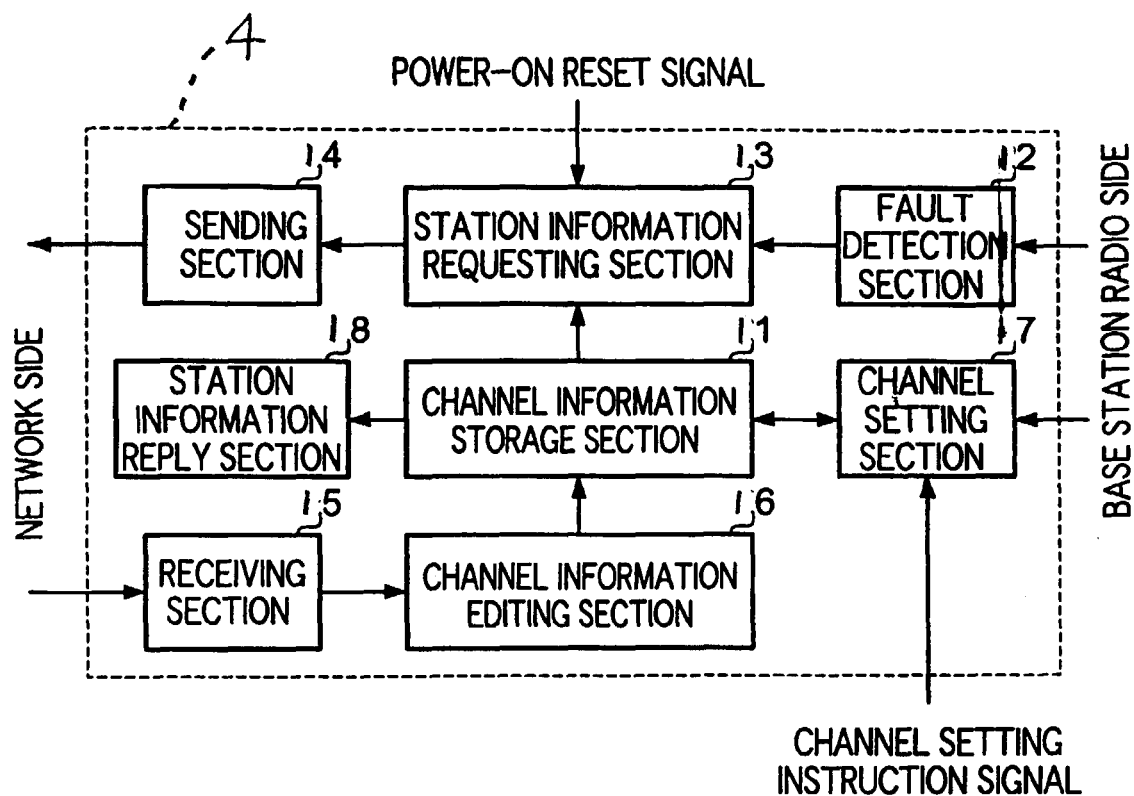 4
POWER-ON RESET SIGNAL
14
SENDING
SECTION
13
STATION INFORMATION
REQUESTING SECTION
12
FAULT
DETECTION
SECTION
NETWORK SIDE
18
STATION
INFORMATION
REPLY SECTION
11
CHANNEL INFORMATION
STORAGE SECTION
17
CHANNEL
SETTING
SECTION
BASE STATION RADIO SIDE
15
RECEIVING
SECTION
16
CHANNEL INFORMATION
EDITING SECTION
CHANNEL SETTING
INSTRUCTION SIGNAL